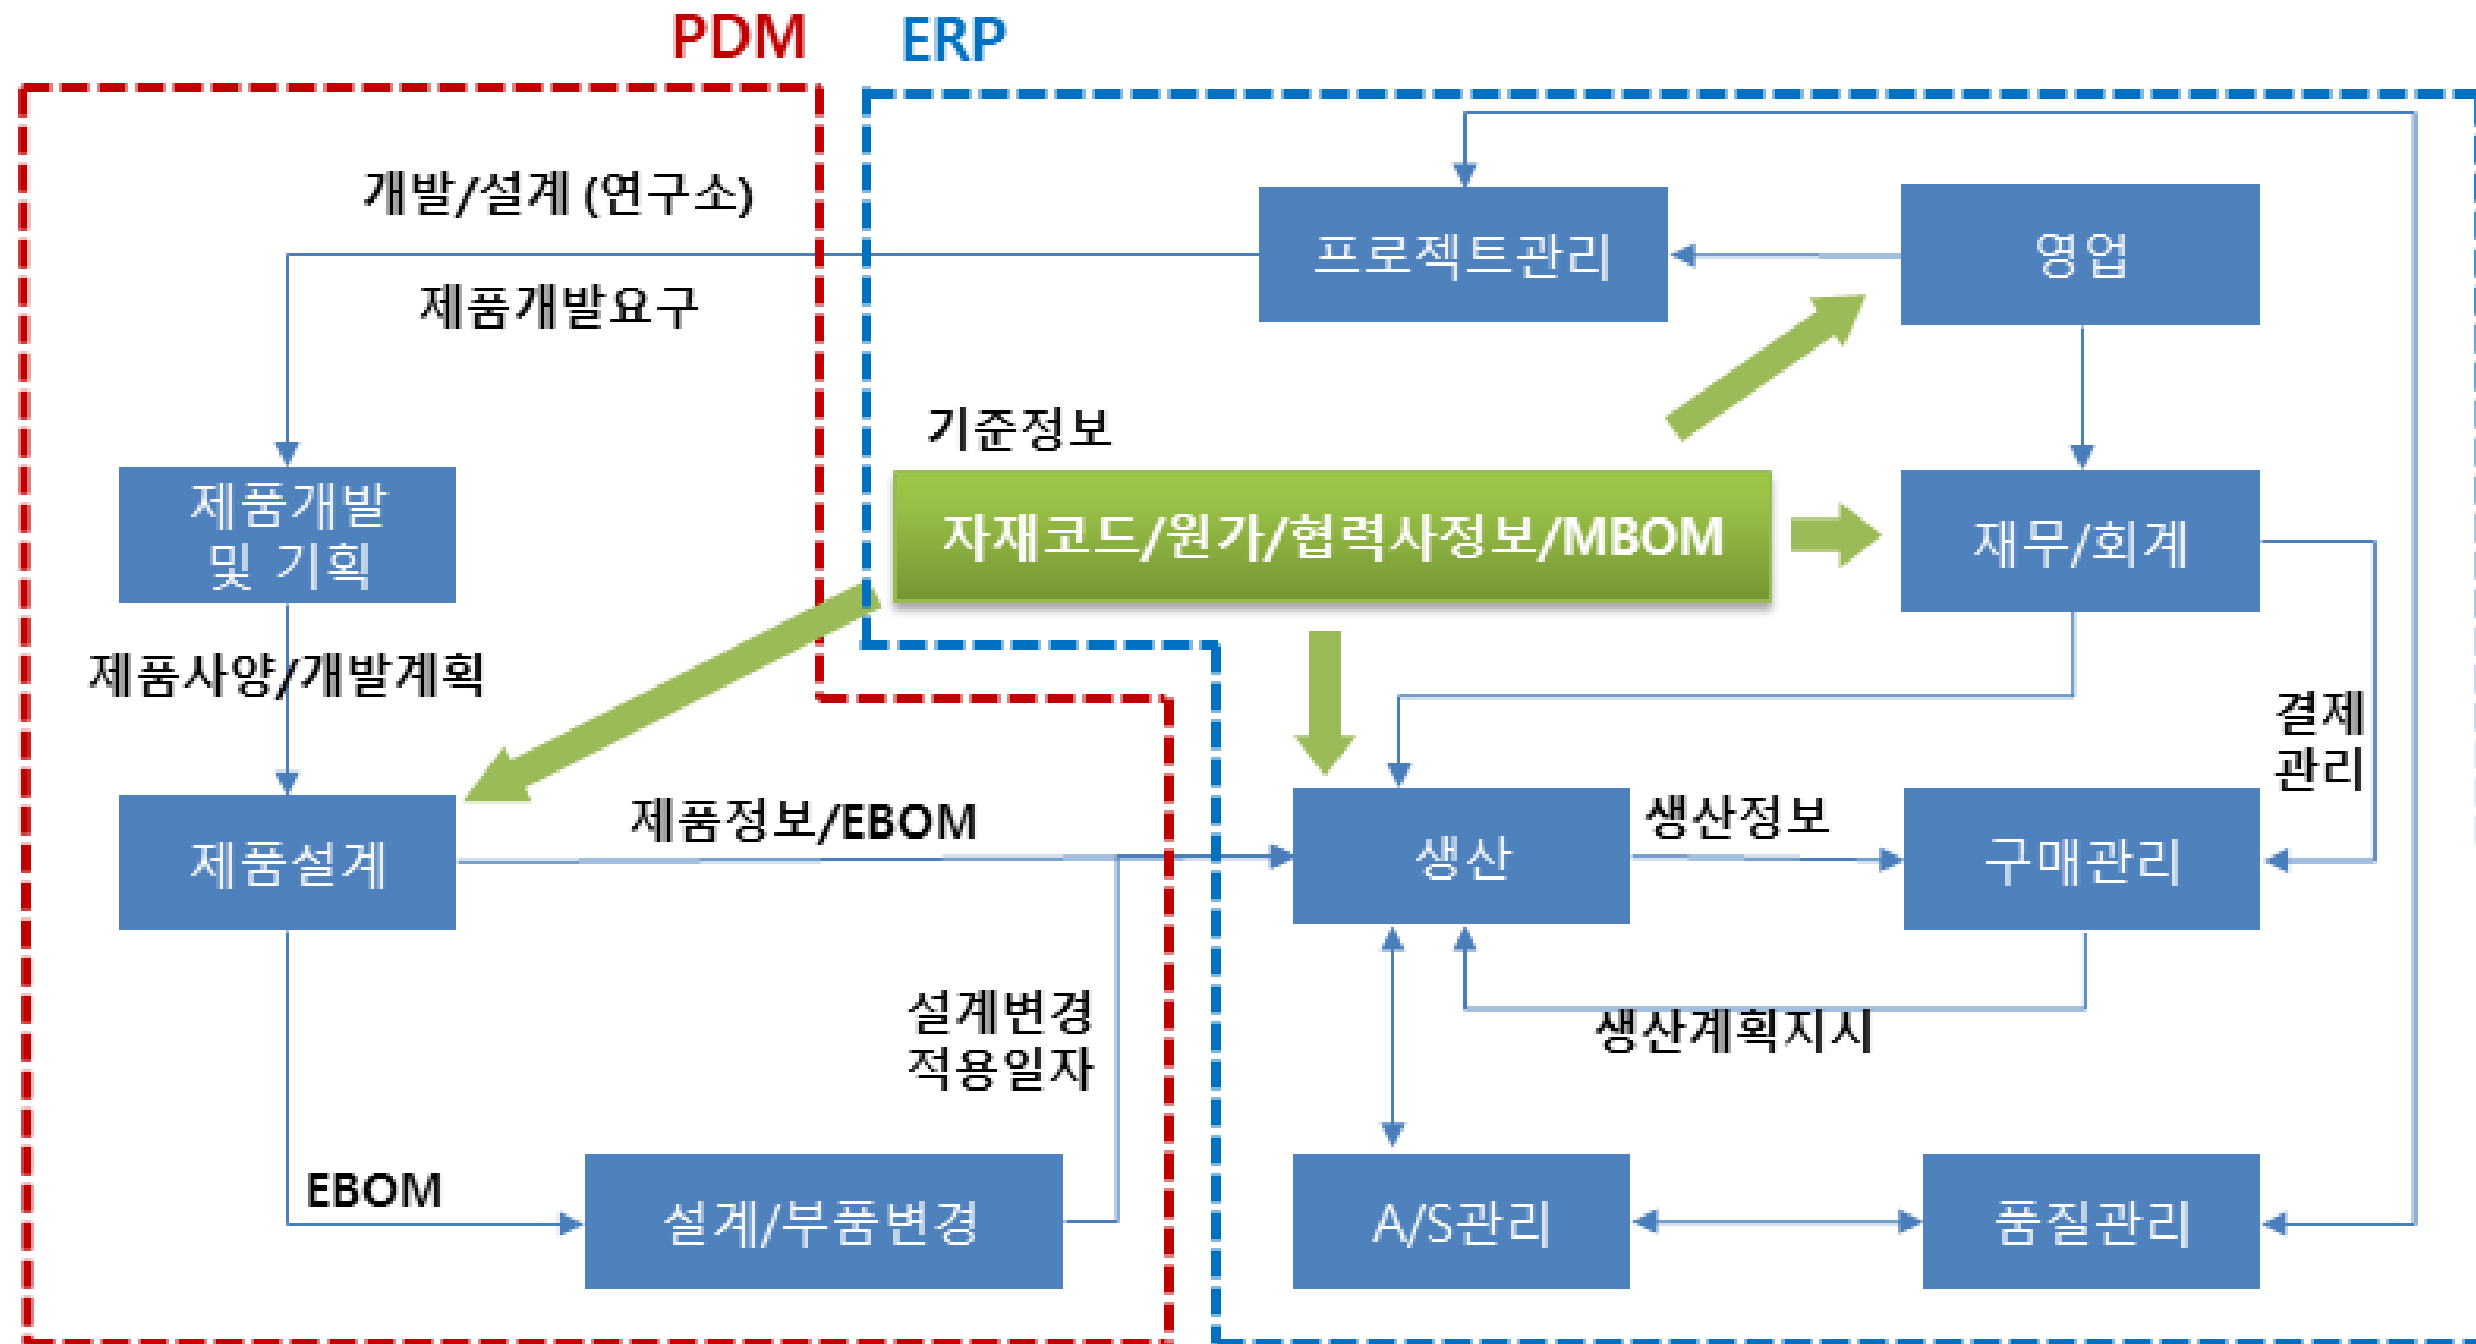 PDM
ERP
개발/설계 (연구소)
제품개발요구
프로젝트관리
영업
기준정보
자재코드/원가/협력사정보/MBOM
제품개발
및 기획
재무/회계
제품사양/개발계획
결제
관리
제품설계
제품정보/EBOM
생산
생산정보
구매관리
설계변경
적용일자
생산계획지시
EBOM
설계/부품변경
A/S관리
품질관리